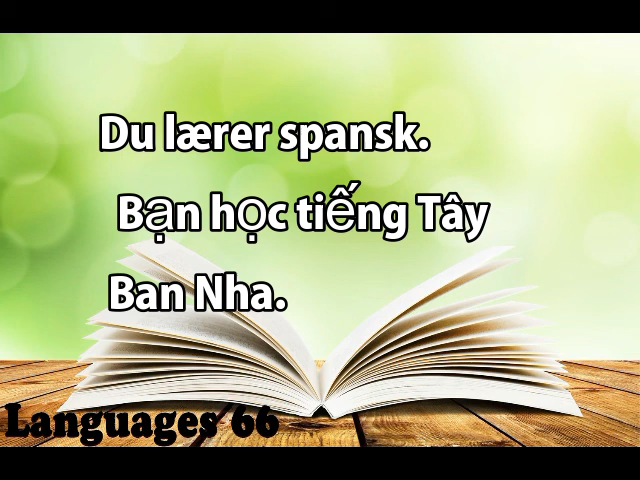 Du lærer spansk.
Bạn học tiếng Tây
Ban Nha.
Languages 66